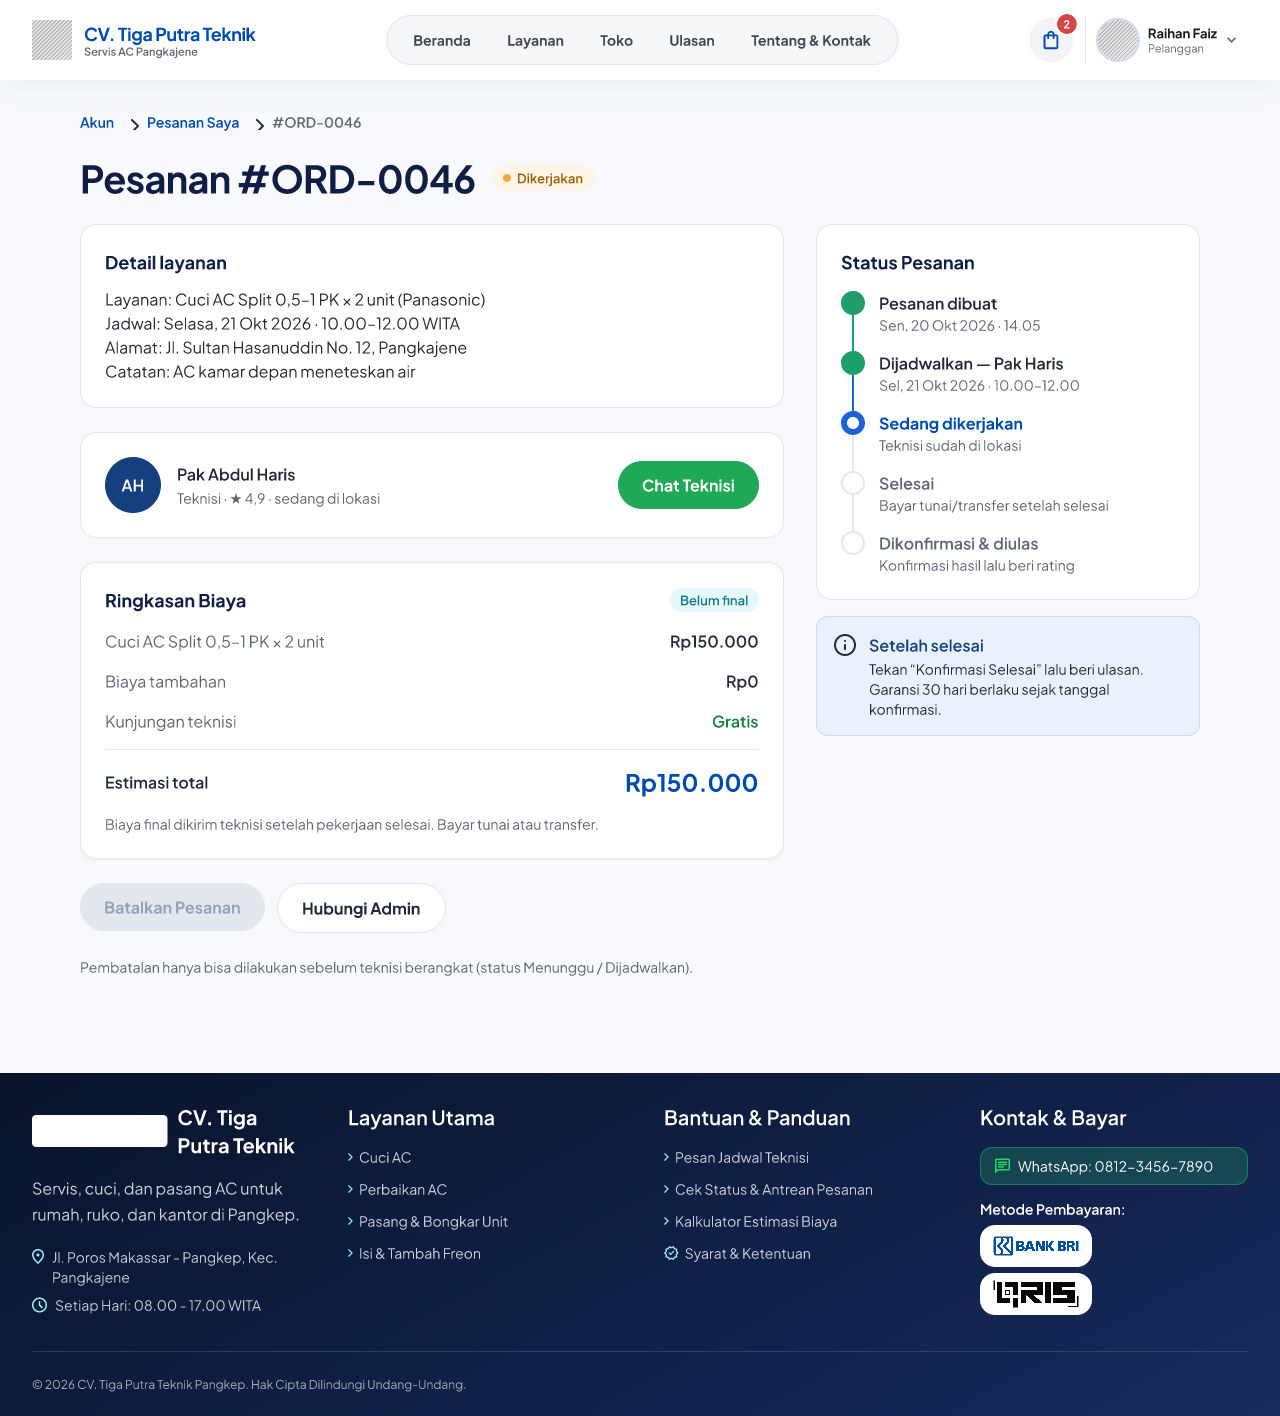 CV. Tiga Putra Teknik
Servis AC Pangkajene
Beranda
Layanan
Toko
Ulasan
Tentang & Kontak
2
Raihan Faiz
Pelanggan
Akun
Pesanan Saya
#ORD-0046
Pesanan #ORD-0046
Dikerjakan
Detail layanan
Layanan: Cuci AC Split 0,5–1 PK × 2 unit (Panasonic)
Jadwal: Selasa, 21 Okt 2026 · 10.00–12.00 WITA
Alamat: Jl. Sultan Hasanuddin No. 12, Pangkajene
Catatan: AC kamar depan meneteskan air
AH
Pak Abdul Haris
Teknisi · ★ 4,9 · sedang di lokasi
Chat Teknisi
Ringkasan Biaya
Belum final
Cuci AC Split 0,5–1 PK × 2 unit
Rp150.000
Biaya tambahan
Rp0
Kunjungan teknisi
Gratis
Estimasi total
Rp150.000
Biaya final dikirim teknisi setelah pekerjaan selesai. Bayar tunai atau transfer.
Batalkan Pesanan
Hubungi Admin
Pembatalan hanya bisa dilakukan sebelum teknisi berangkat (status Menunggu / Dijadwalkan).
Status Pesanan
Pesanan dibuat
Sen, 20 Okt 2026 · 14.05
Dijadwalkan — Pak Haris
Sel, 21 Okt 2026 · 10.00–12.00
Sedang dikerjakan
Teknisi sudah di lokasi
Selesai
Bayar tunai/transfer setelah selesai
Dikonfirmasi & diulas
Konfirmasi hasil lalu beri rating
Setelah selesai
Tekan “Konfirmasi Selesai” lalu beri ulasan.
Garansi 30 hari berlaku sejak tanggal
konfirmasi.
CV. Tiga
Putra Teknik
Servis, cuci, dan pasang AC untuk
rumah, ruko, dan kantor di Pangkep.
Jl. Poros Makassar - Pangkep, Kec.
Pangkajene
Setiap Hari: 08.00 - 17.00 WITA
Layanan Utama
Cuci AC
Perbaikan AC
Pasang & Bongkar Unit
Isi & Tambah Freon
Bantuan & Panduan
Pesan Jadwal Teknisi
Cek Status & Antrean Pesanan
Kalkulator Estimasi Biaya
Syarat & Ketentuan
Kontak & Bayar
WhatsApp: 0812-3456-7890
Metode Pembayaran:
BANK BRI
QRIS
© 2026 CV. Tiga Putra Teknik Pangkep. Hak Cipta Dilindungi Undang-Undang.